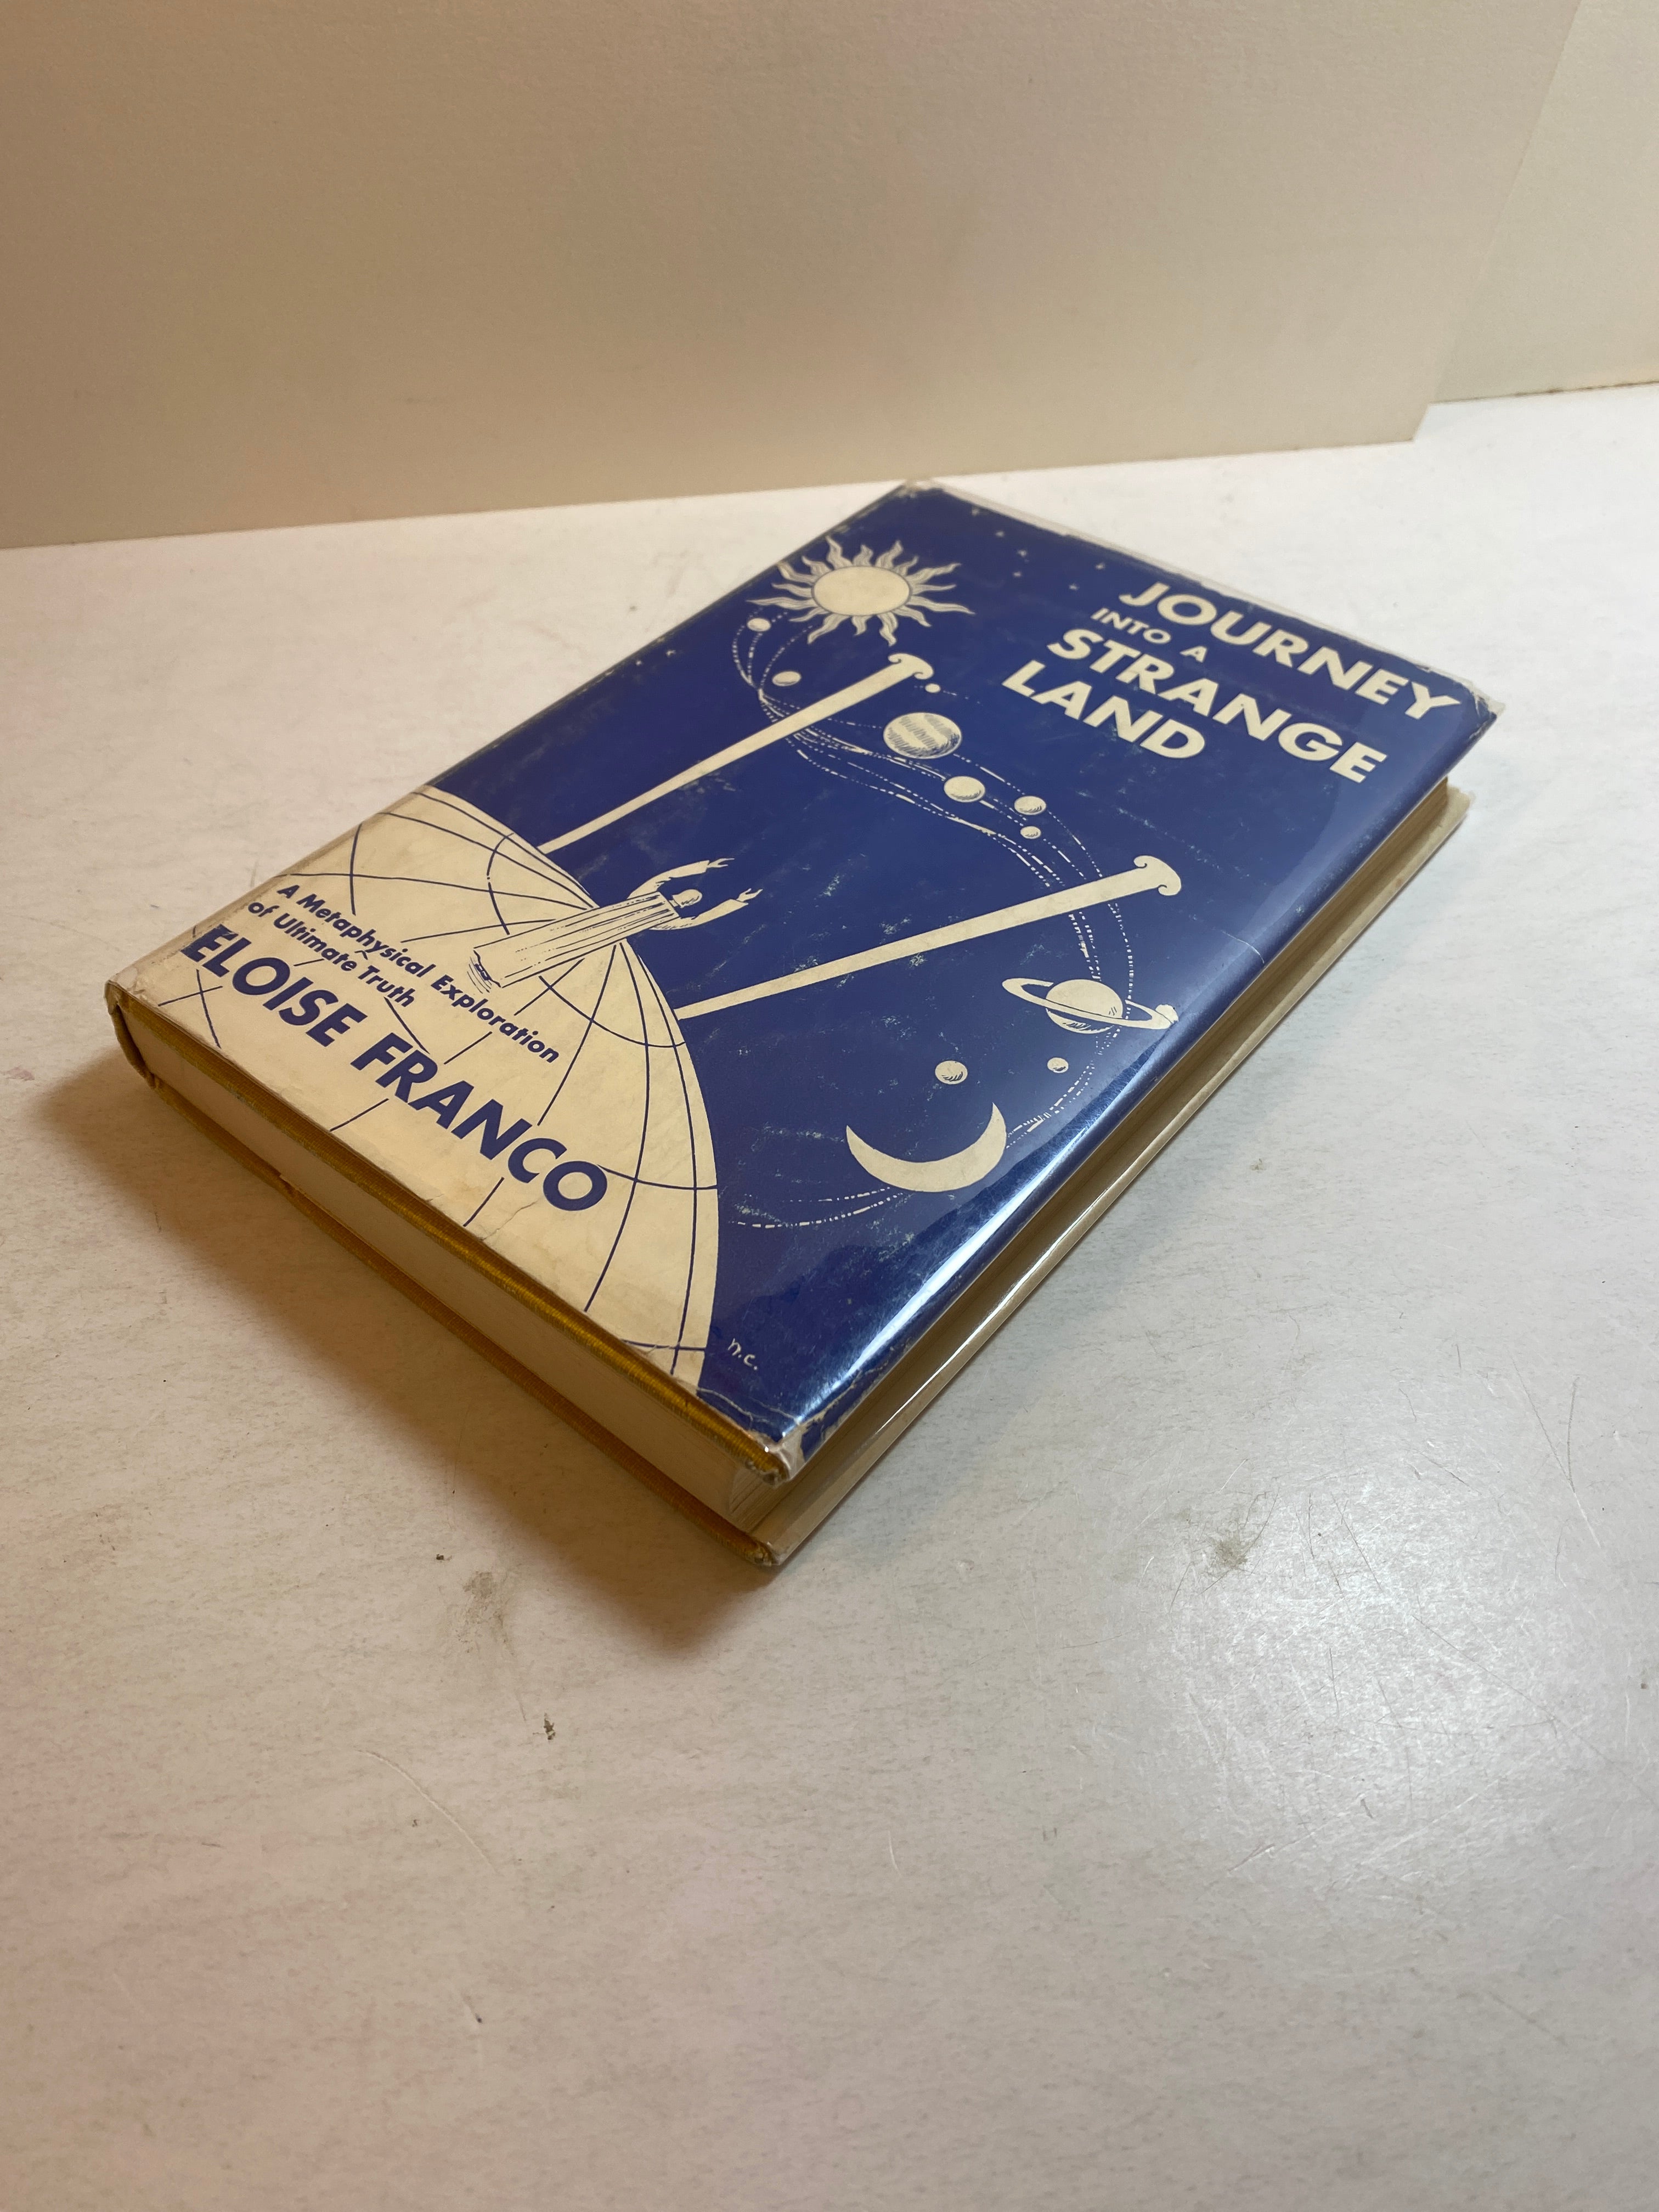 JOURNEY
INTO A
STRANGE
LAND
A Metaphysical Exploration
of Ultimate Truth
ELOISE FRANCO
n.c.